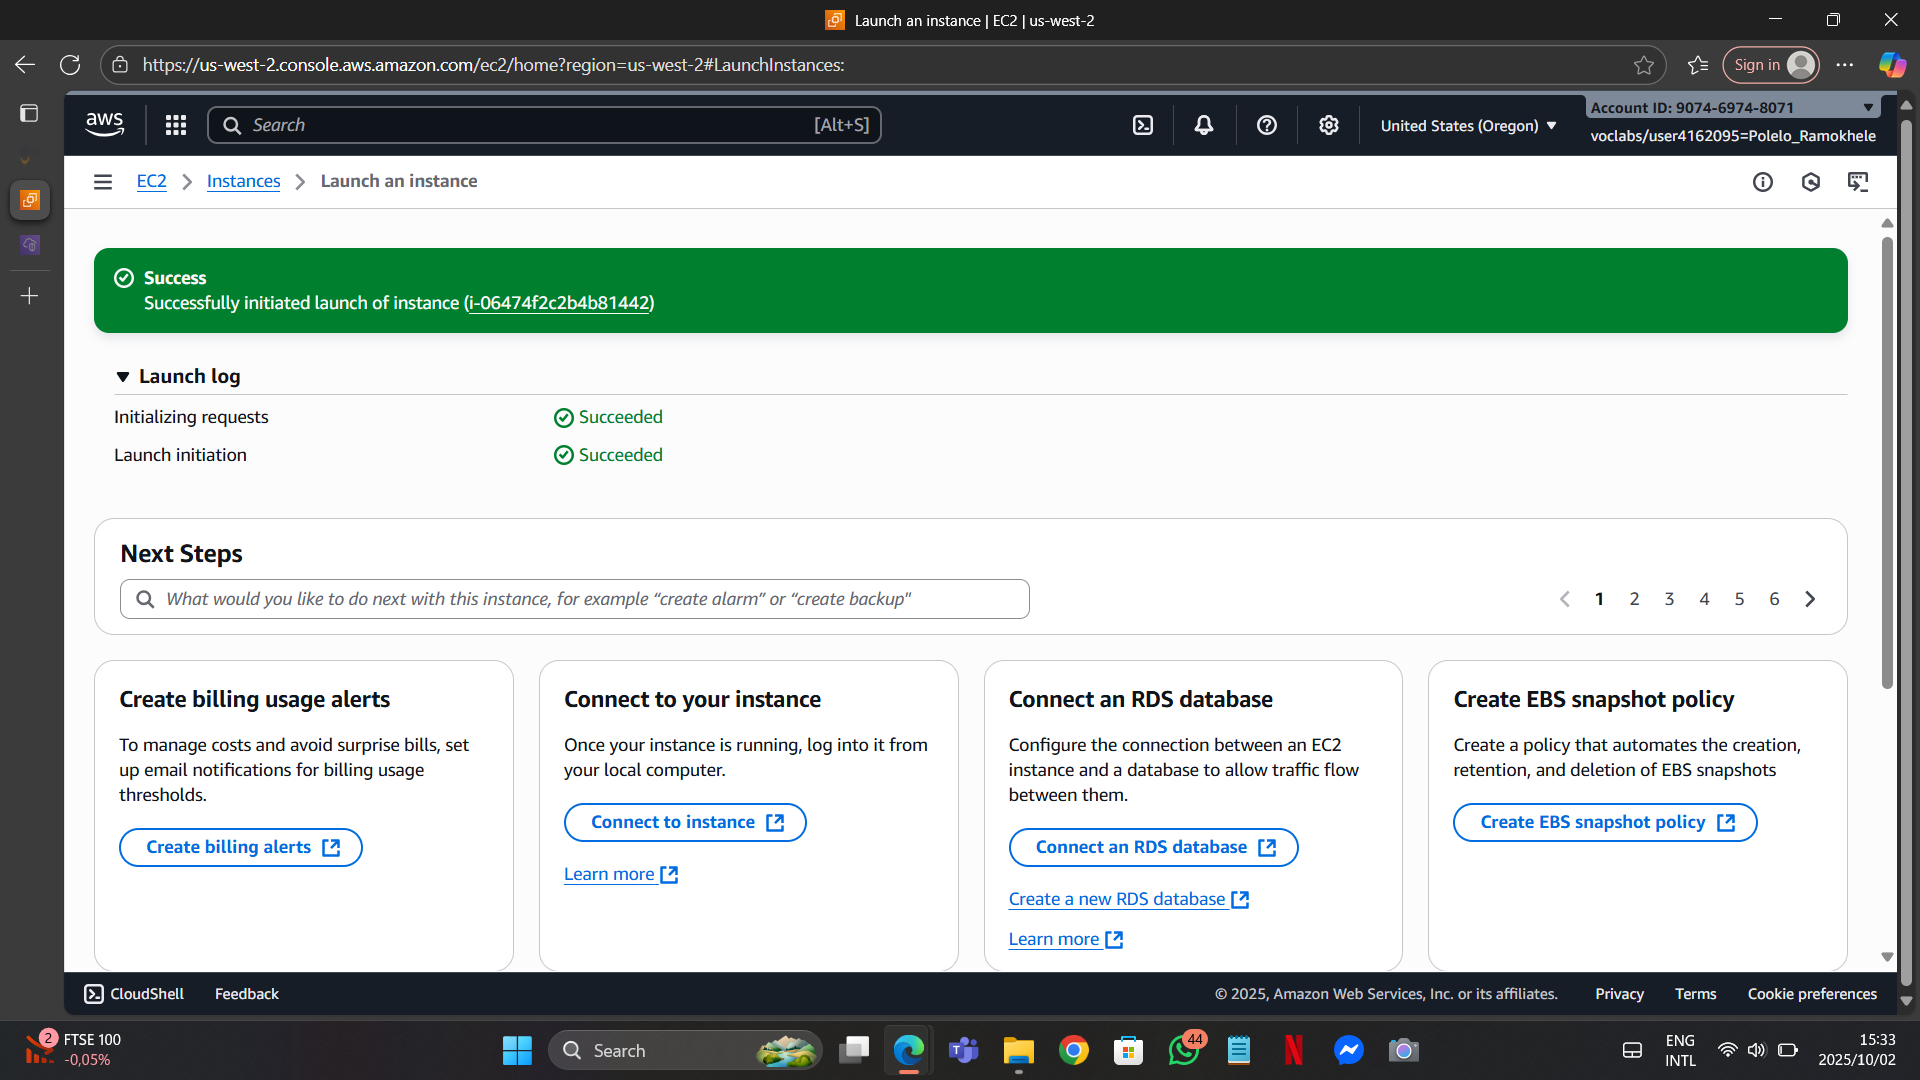 Launch an instance | EC2 | us-west-2
https://us-west-2.console.aws.amazon.com/ec2/home?region=us-west-2#LaunchInstances:
Sign in
aws
Search
[Alt+S]
United States (Oregon)
Account ID: 9074-6974-8071
voclabs/user4162095=Polelo_Ramokhele
EC2
Instances
Launch an instance
Success
Successfully initiated launch of instance (i-06474f2c2b4b81442)
Launch log
Initializing requests
Succeeded
Launch initiation
Succeeded
Next Steps
What would you like to do next with this instance, for example “create alarm” or “create backup"
1 2 3 4 5 6
Create billing usage alerts
To manage costs and avoid surprise bills, set
up email notifications for billing usage
thresholds.
Create billing alerts
Connect to your instance
Once your instance is running, log into it from
your local computer.
Connect to instance
Learn more
Connect an RDS database
Configure the connection between an EC2
instance and a database to allow traffic flow
between them.
Connect an RDS database
Create a new RDS database
Learn more
Create EBS snapshot policy
Create a policy that automates the creation,
retention, and deletion of EBS snapshots
Create EBS snapshot policy
CloudShell
Feedback
© 2025, Amazon Web Services, Inc. or its affiliates.
Privacy
Terms
Cookie preferences
2
FTSE 100
-0,05%
Search
44
ENG
INTL
15:33
2025/10/02